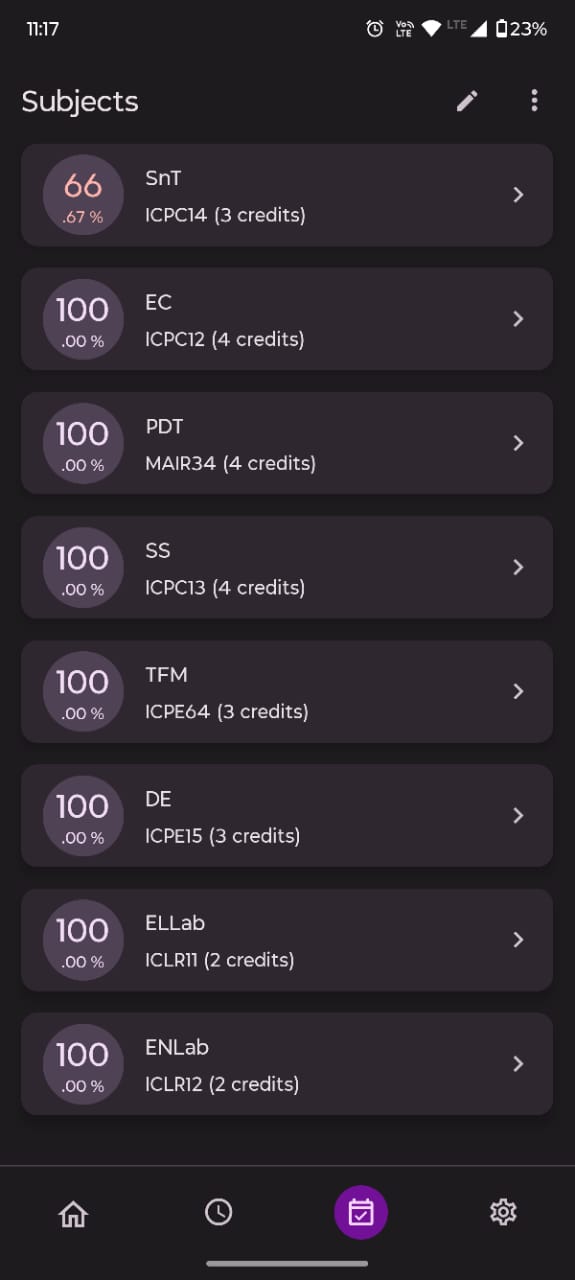 11:17
Vo)) LTE
LTE
23%
Subjects
66
.67 %
SnT
ICPC14 (3 credits)
100
.00 %
EC
ICPC12 (4 credits)
100
.00 %
PDT
MAIR34 (4 credits)
100
.00 %
SS
ICPC13 (4 credits)
100
.00 %
TFM
ICPE64 (3 credits)
100
.00 %
DE
ICPE15 (3 credits)
100
.00 %
ELLab
ICLR11 (2 credits)
100
.00 %
ENLab
ICLR12 (2 credits)